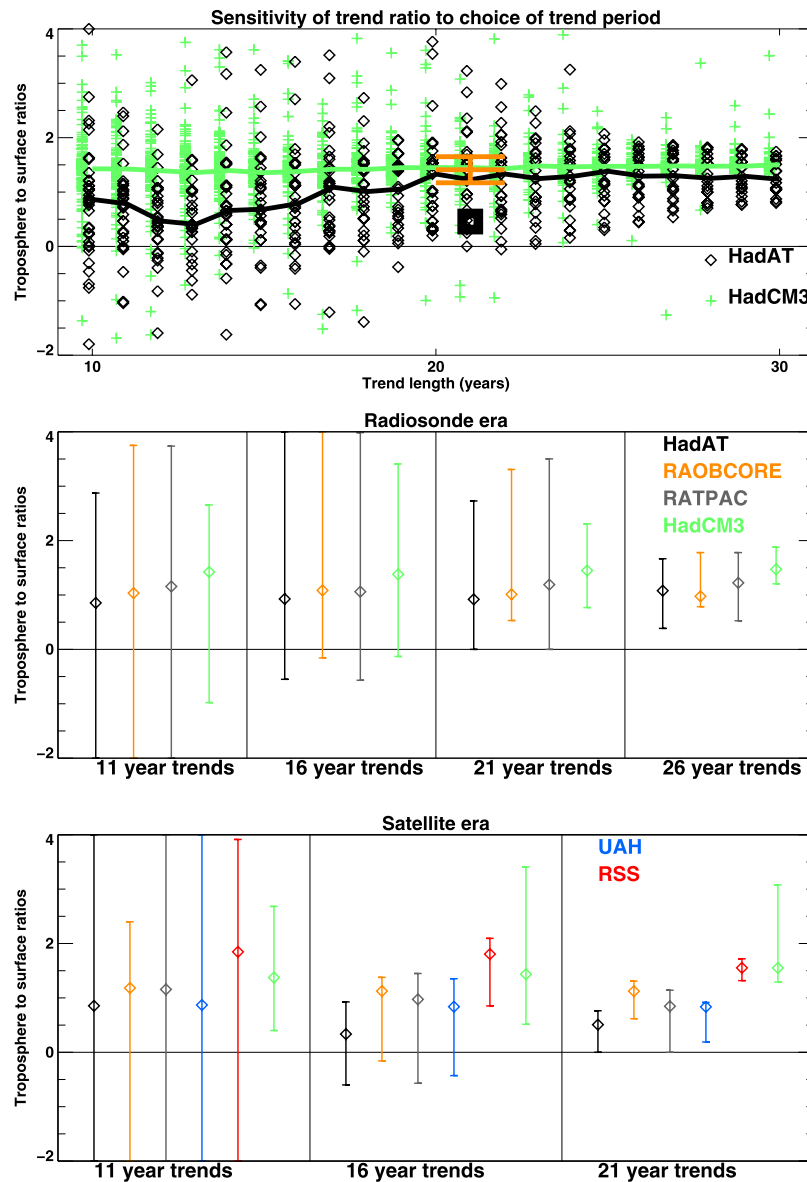 Sensitivity of trend ratio to choice of trend period
Troposphere to surface ratios
4
2
0
−2
HadAT
HadCM3
10
20
30
Trend length (years)
Radiosonde era
Troposphere to surface ratios
4
2
0
−2
HadAT
RAOBCORE
RATPAC
HadCM3
11 year trends
16 year trends
21 year trends
26 year trends
Satellite era
Troposphere to surface ratios
4
2
0
−2
UAH
RSS
11 year trends
16 year trends
21 year trends